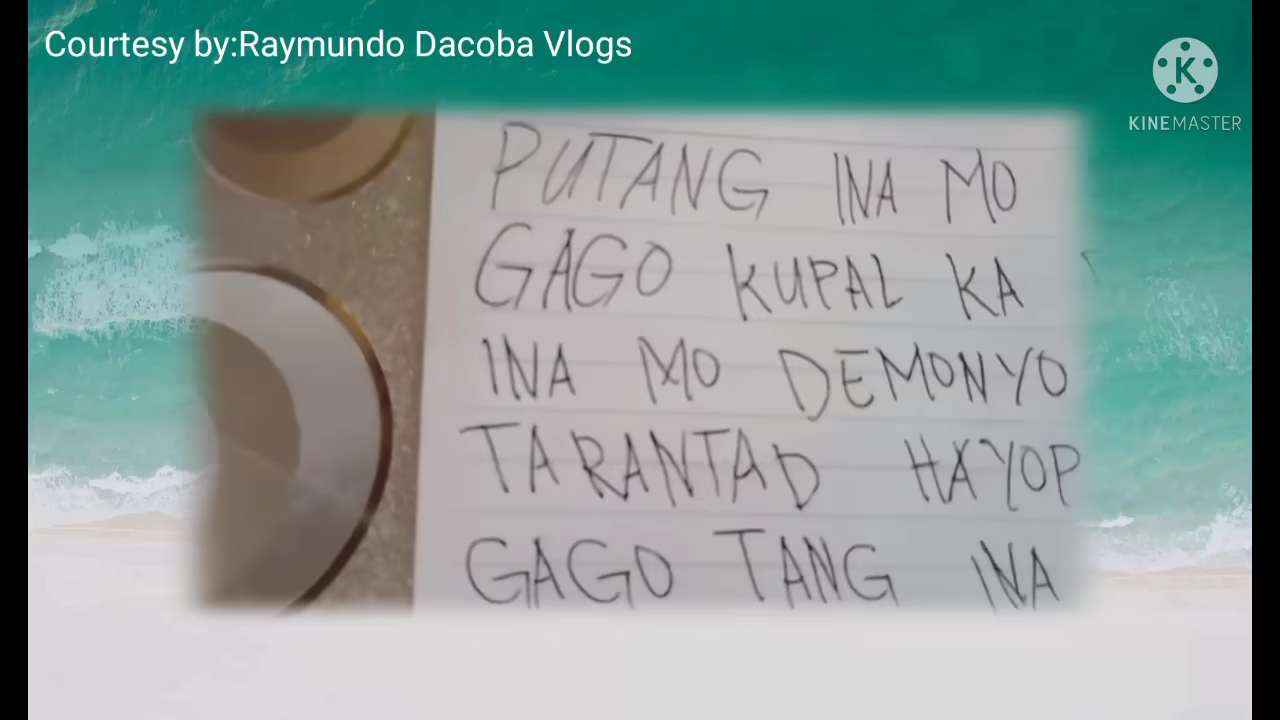 Courtesy by:Raymundo Dacoba Vlogs
K
KINEMASTER
PUTANG INA MO
GAGO KUPAL KA
INA MO DEMONYO
TARANTAD HAYOP
GAGO TANG INA